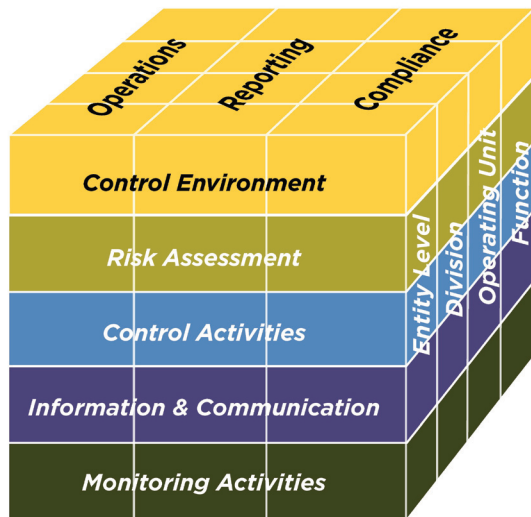 Operations
Reporting
Compliance
Control Environment
Risk Assessment
Control Activities
Information & Communication
Monitoring Activities
Entity Level
Division
Operating Unit
Function